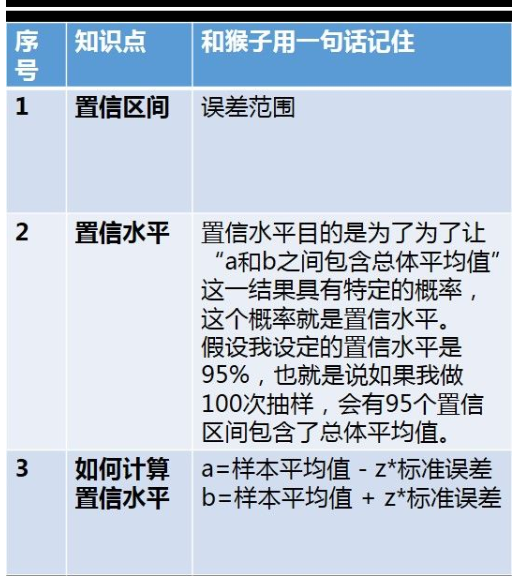 序号 知识点 和猴子用一句话记住
1 置信区间 误差范围
2 置信水平 置信水平目的是为了为了让
“a和b之间包含总体平均值”
这一结果具有特定的概率，
这个概率就是置信水平。
假设我设定的置信水平是
95%，也就是说如果我做
100次抽样，会有95个置信
区间包含了总体平均值。
3 如何计算 a=样本平均值 - z*标准误差
置信水平 b=样本平均值 + z*标准误差